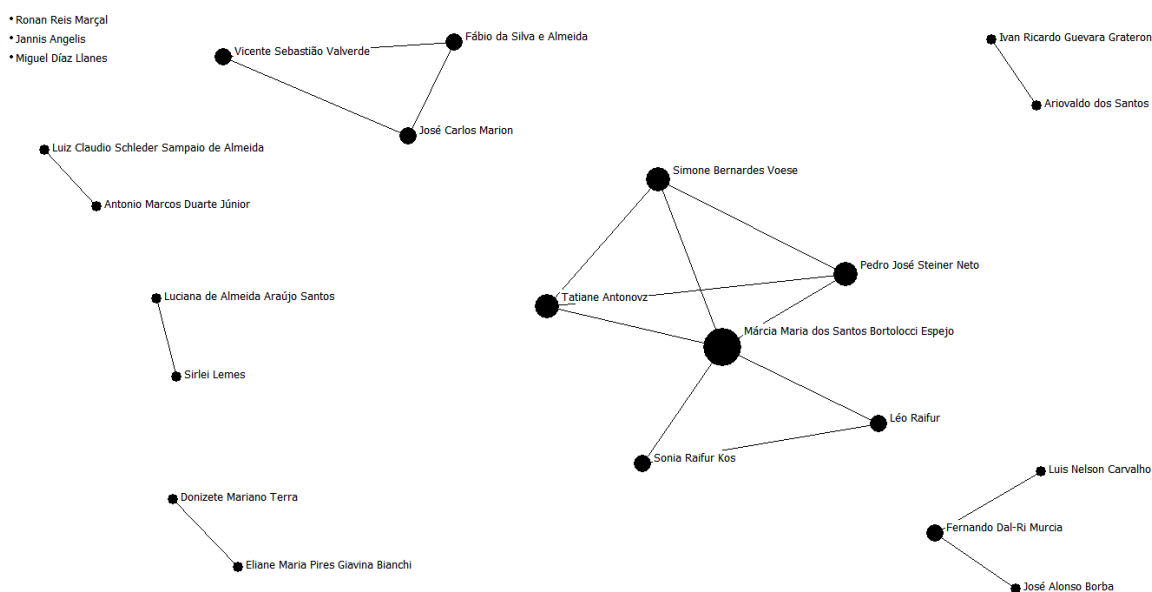 Ronan Reis Marçal
Jannis Angelis
Miguel Díaz Llanes
Vicente Sebastião Valverde
Fábio da Silva e Almeida
José Carlos Marion
Ivan Ricardo Guevara Grateron
Ariovaldo dos Santos
Luiz Claudio Schleder Sampaio de Almeida
Antonio Marcos Duarte Júnior
Simone Bernardes Voese
Pedro José Steiner Neto
Tatiane Antonovz
Márcia Maria dos Santos Bortolocci Espejo
Luciana de Almeida Araújo Santos
Sirlei Lemes
Léo Raifur
Sonia Raifur Kos
Luis Nelson Carvalho
Donizete Mariano Terra
Fernando Dal-Ri Murcia
Eliane Maria Pires Giavina Bianchi
José Alonso Borba